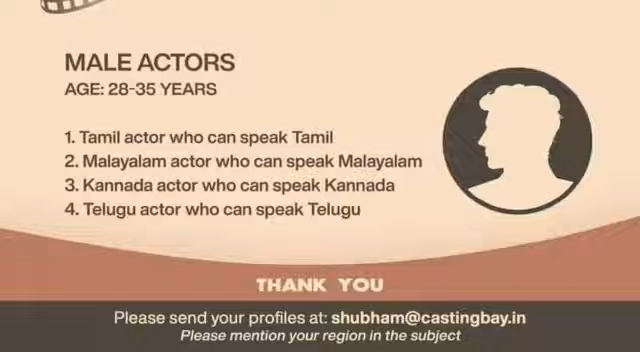 MALE ACTORS
AGE: 28-35 YEARS
1. Tamil actor who can speak Tamil
2. Malayalam actor who can speak Malayalam
3. Kannada actor who can speak Kannada
4. Telugu actor who can speak Telugu
THANK YOU
Please send your profiles at: shubham@castingbay.in
Please mention your region in the subject